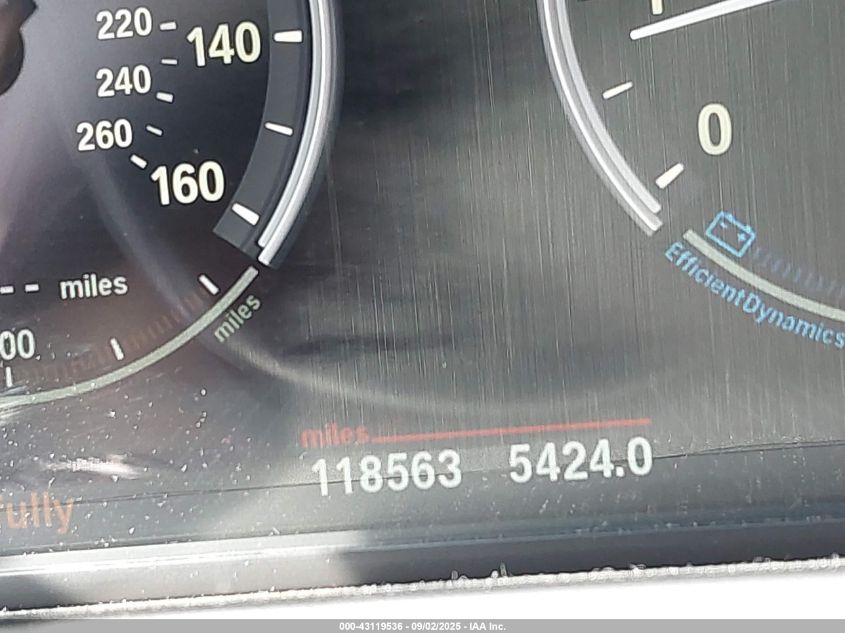 220
140
240
260
160
0
miles
00
miles
EfficientDynamics
miles
118563 5424.0
fully
000-43119536 - 09/02/2025 - IAA Inc.